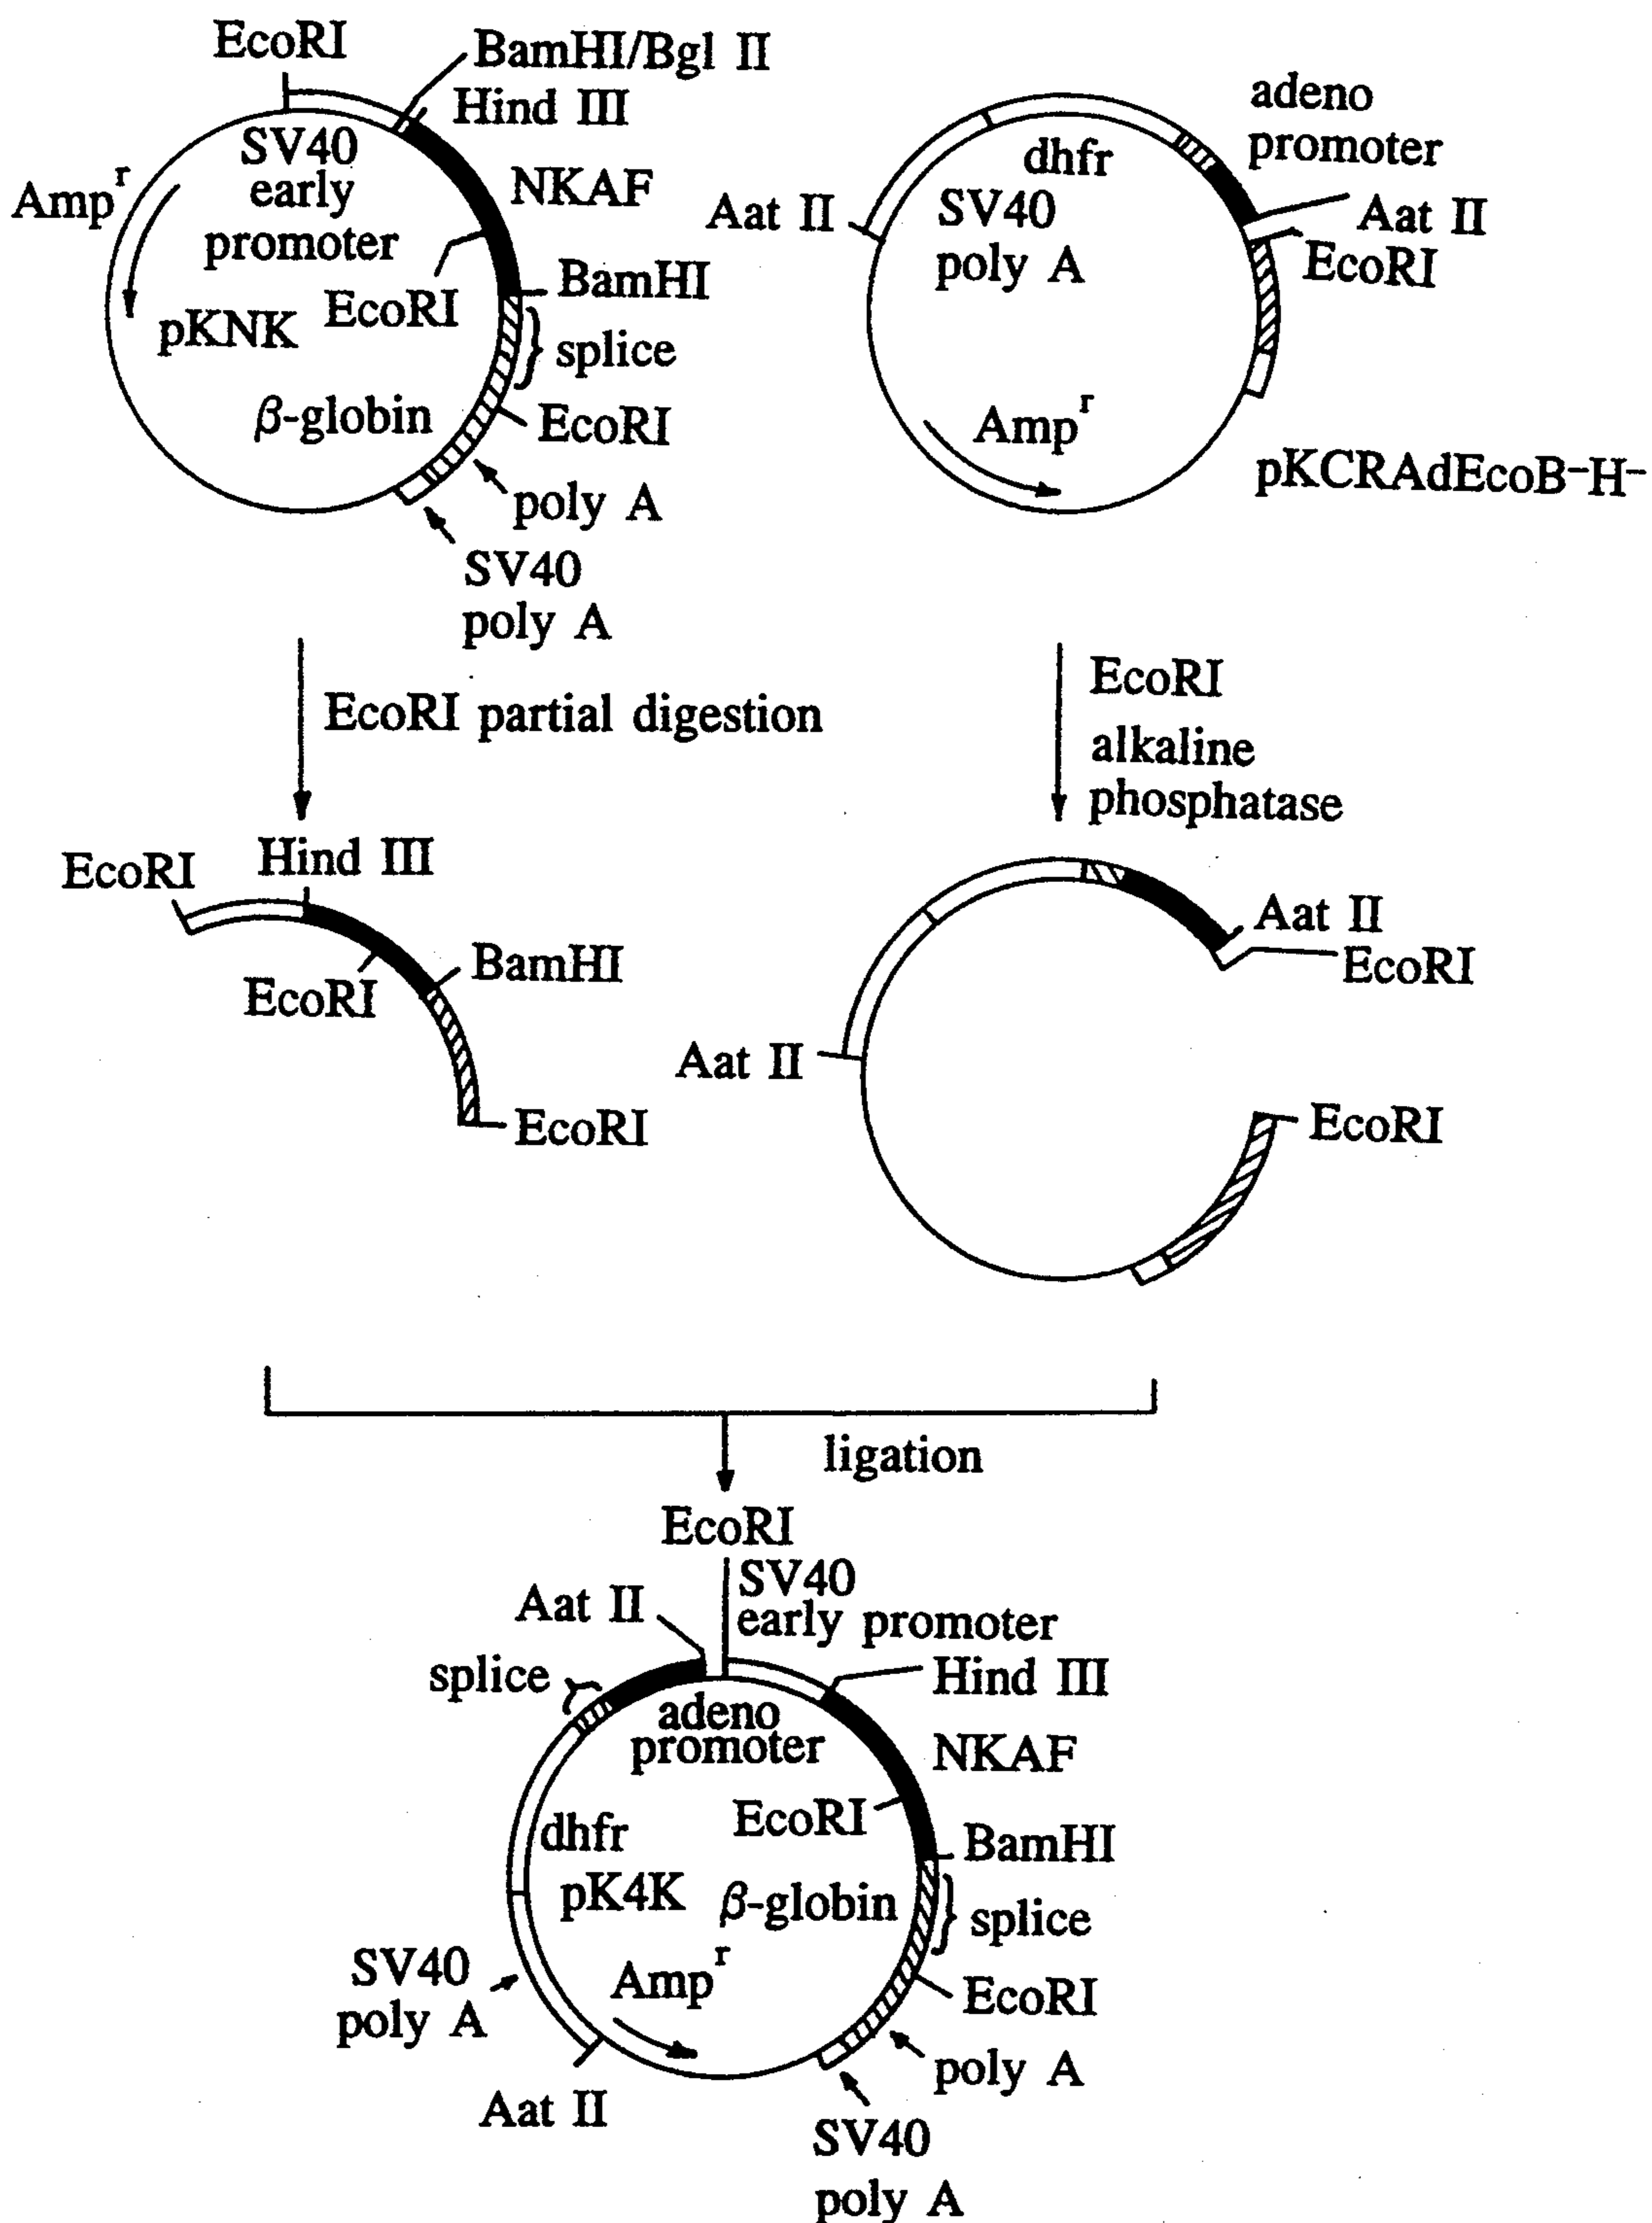 EcoRI
BamHI/Bgl II
Hind III
SV40
early
promoter
Amp^r
NKAF
EcoRI
BamHI
pKNK
splice
β-globin
EcoRI
poly A
SV40
poly A
adeno
promoter
dhfr
Aat II
SV40
poly A
Aat II
EcoRI
Amp^r
pKCRAdEcoB⁻H⁻
EcoRI partial digestion
EcoRI
alkaline
phosphatase
EcoRI
Hind III
BamHI
EcoRI
EcoRI
Aat II
EcoRI
Aat II
EcoRI
ligation
EcoRI
SV40
early promoter
Aat II
splice
Hind III
adeno
promoter
NKAF
EcoRI
BamHI
dhfr
pK4K
β-globin
splice
SV40
poly A
Amp^r
EcoRI
poly A
Aat II
SV40
poly A